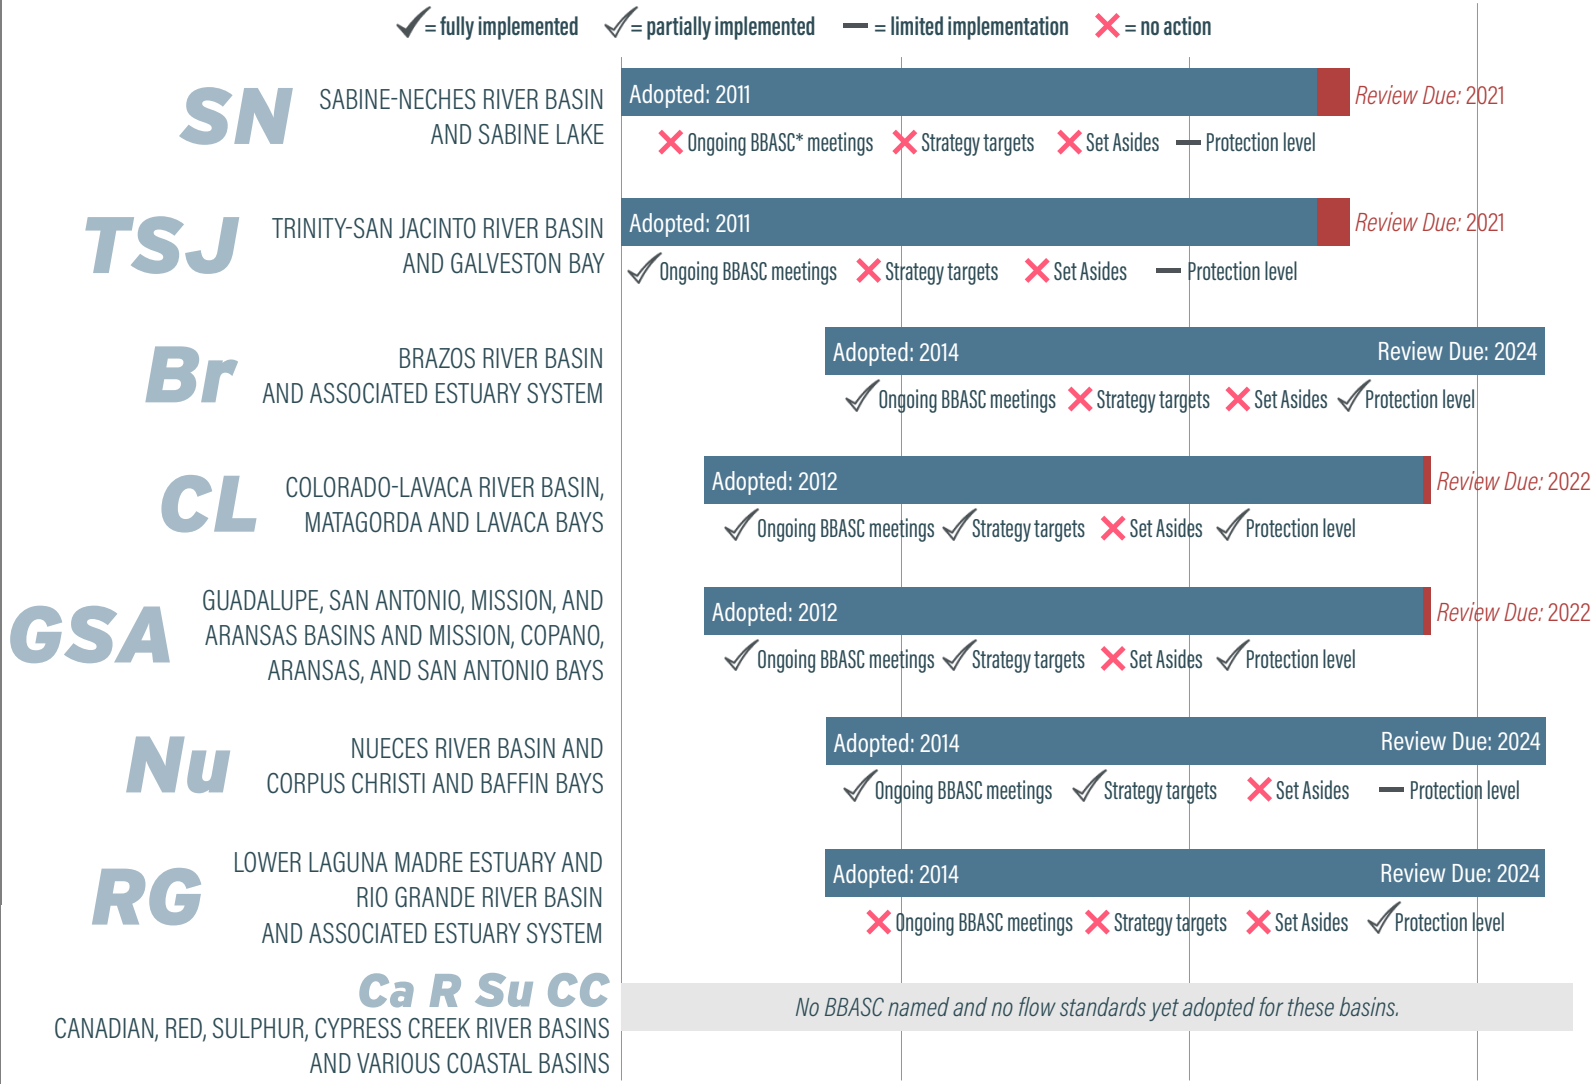 = fully implemented = partially implemented = limited implementation = no action
SN SABINE-NECHES RIVER BASIN
AND SABINE LAKE
Adopted: 2011 Review Due: 2021
Ongoing BBASC* meetings Strategy targets Set Asides Protection level
TSJ TRINITY-SAN JACINTO RIVER BASIN
AND GALVESTON BAY
Adopted: 2011 Review Due: 2021
Ongoing BBASC meetings Strategy targets Set Asides Protection level
Br BRAZOS RIVER BASIN
AND ASSOCIATED ESTUARY SYSTEM
Adopted: 2014 Review Due: 2024
Ongoing BBASC meetings Strategy targets Set Asides Protection level
CL COLORADO-LAVACA RIVER BASIN,
MATAGORDA AND LAVACA BAYS
Adopted: 2012 Review Due: 2022
Ongoing BBASC meetings Strategy targets Set Asides Protection level
GSA GUADALUPE, SAN ANTONIO, MISSION, AND
ARANSAS BASINS AND MISSION, COPANO,
ARANSAS, AND SAN ANTONIO BAYS
Adopted: 2012 Review Due: 2022
Ongoing BBASC meetings Strategy targets Set Asides Protection level
Nu NUECES RIVER BASIN AND
CORPUS CHRISTI AND BAFFIN BAYS
Adopted: 2014 Review Due: 2024
Ongoing BBASC meetings Strategy targets Set Asides Protection level
RG LOWER LAGUNA MADRE ESTUARY AND
RIO GRANDE RIVER BASIN
AND ASSOCIATED ESTUARY SYSTEM
Adopted: 2014 Review Due: 2024
Ongoing BBASC meetings Strategy targets Set Asides Protection level
Ca R Su CC
CANADIAN, RED, SULPHUR, CYPRESS CREEK RIVER BASINS
AND VARIOUS COASTAL BASINS
No BBASC named and no flow standards yet adopted for these basins.